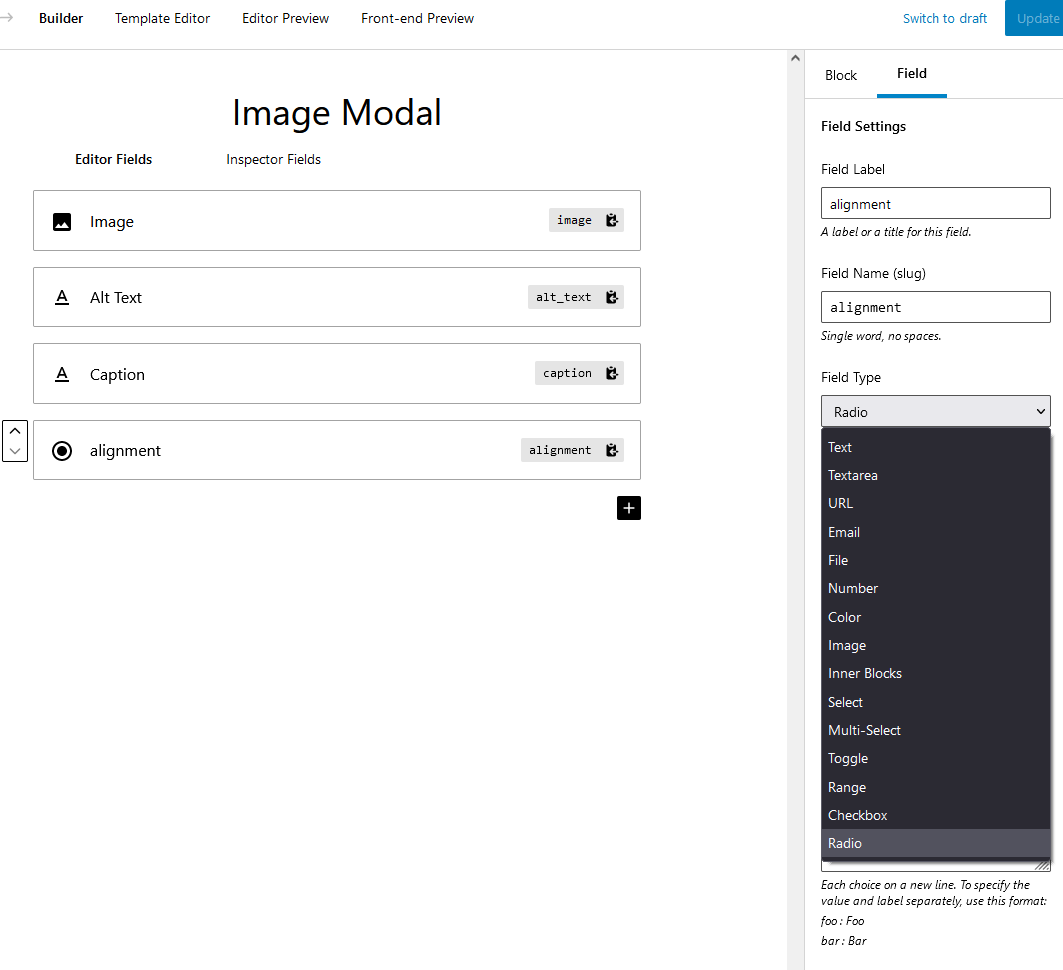 Builder Template Editor Editor Preview Front-end Preview Switch to draft Update
Block Field
Image Modal
Editor Fields Inspector Fields
Image image
Alt Text alt_text
Caption caption
alignment alignment
Field Settings
Field Label
alignment
A label or a title for this field.
Field Name (slug)
alignment
Single word, no spaces.
Field Type
Radio
Text
Textarea
URL
Email
File
Number
Color
Image
Inner Blocks
Select
Multi-Select
Toggle
Range
Checkbox
Radio
Each choice on a new line. To specify the
value and label separately, use this format:
foo : Foo
bar : Bar